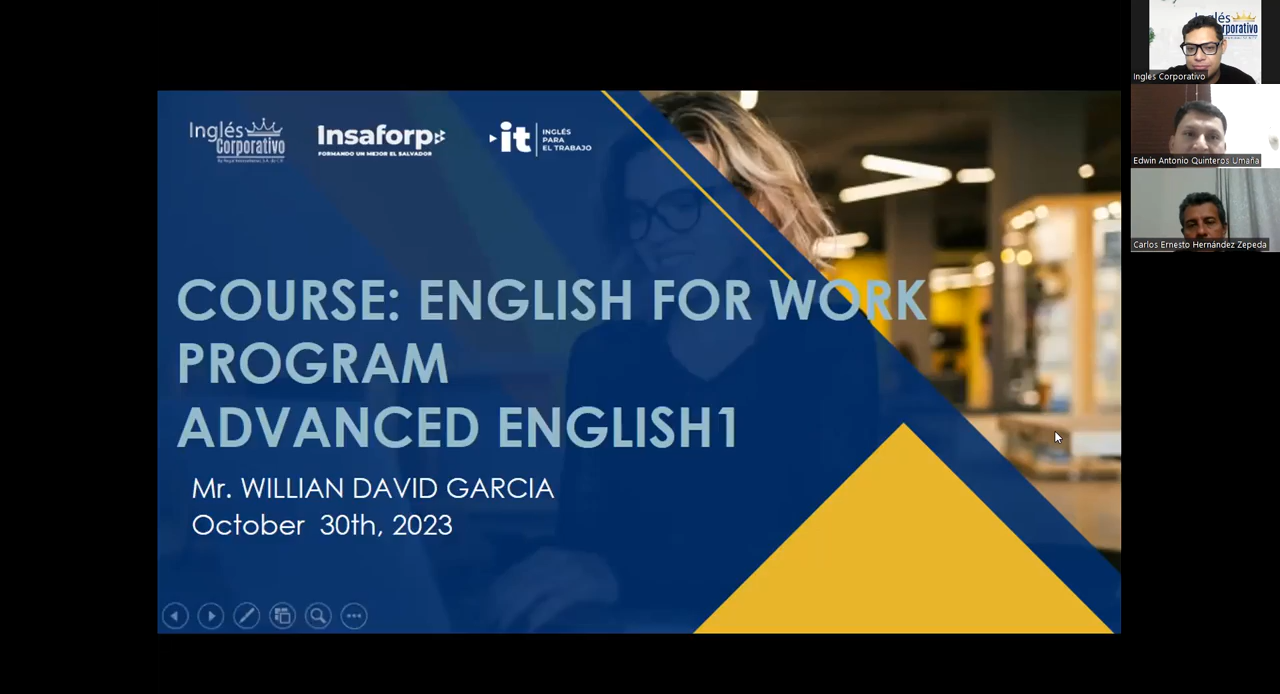 Inglés
Corporativo
Insaforp
FORMANDO UN MEJOR EL SALVADOR
it
INGLÉS
PARA
EL TRABAJO
COURSE: ENGLISH FOR WORK
PROGRAM
ADVANCED ENGLISH1
Mr. WILLIAN DAVID GARCIA
October 30th, 2023
Ingles Corporativo
Edwin Antonio Quinteros Umaña
Carlos Ernesto Hernández Zepeda